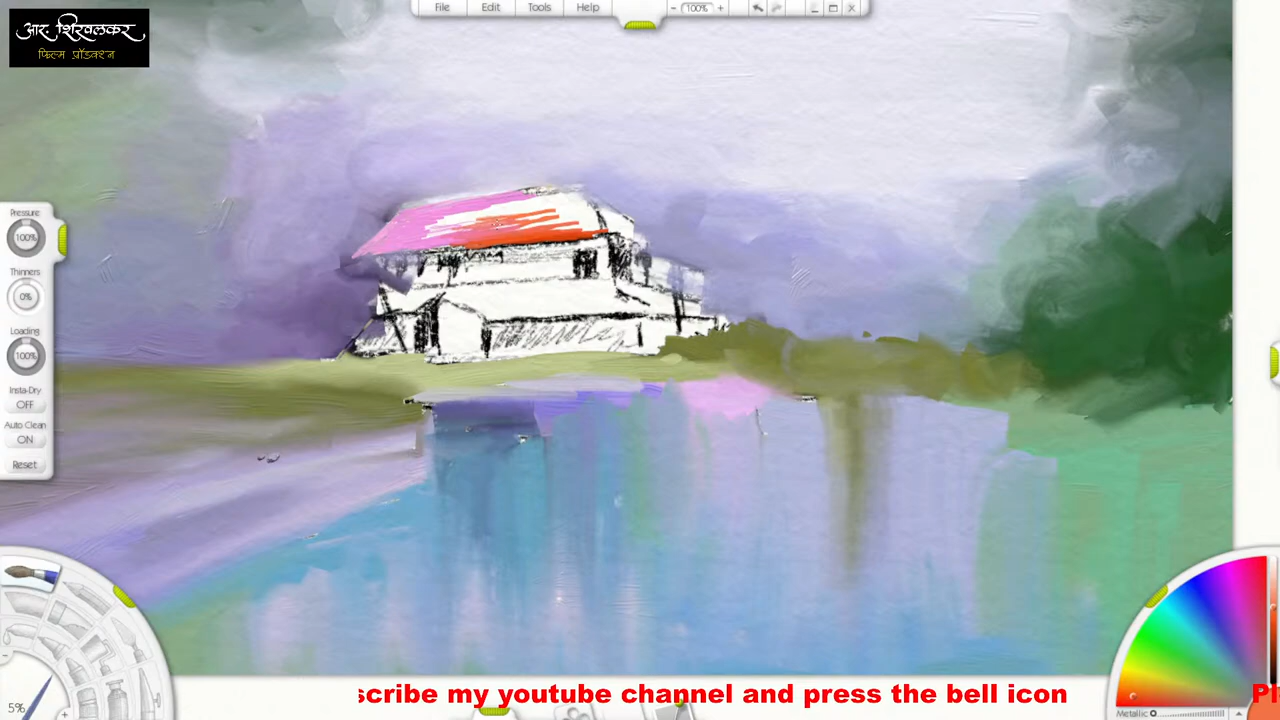 आर. शिरवलकर
फिल्म प्रॉडक्शन
File Edit Tools Help
− 100% +
Pressure
100%
Thinners
0%
Loading
100%
Insta-Dry
OFF
Auto Clean
ON
Reset
5%
Metallic
scribe my youtube channel and press the bell icon